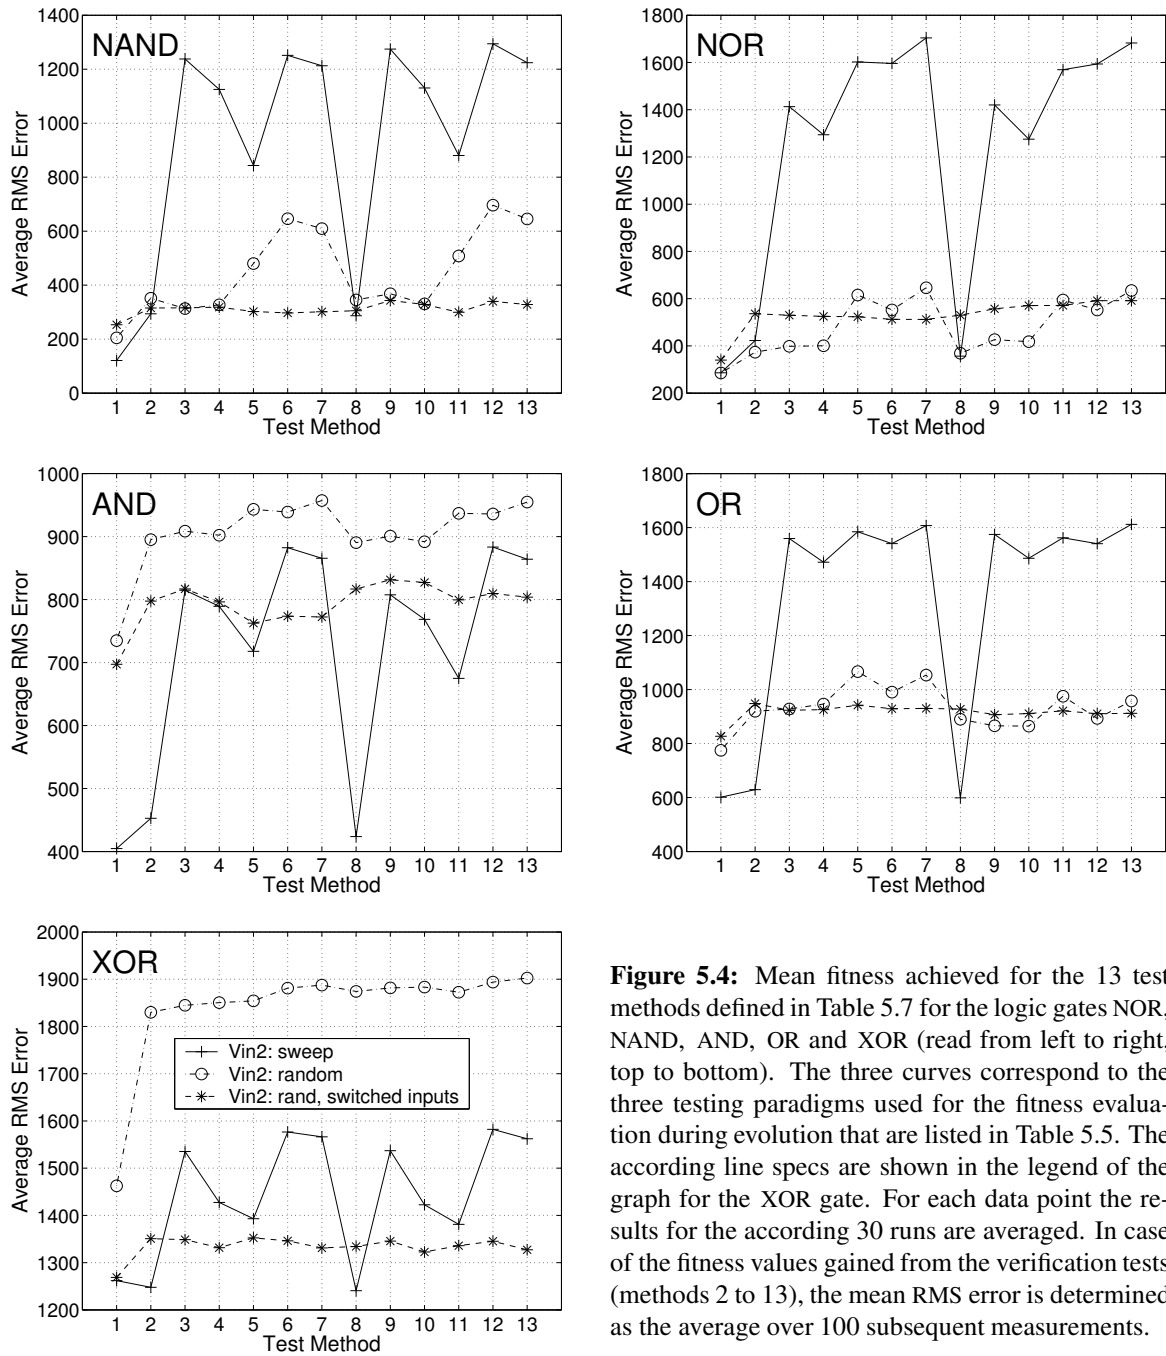 NAND
1400
1200
1000
800
600
400
200
0
Average RMS Error
1 2 3 4 5 6 7 8 9 10 11 12 13
Test Method
NOR
1800
1600
1400
1200
1000
800
600
400
200
Average RMS Error
1 2 3 4 5 6 7 8 9 10 11 12 13
Test Method
AND
1000
900
800
700
600
500
400
Average RMS Error
1 2 3 4 5 6 7 8 9 10 11 12 13
Test Method
OR
1800
1600
1400
1200
1000
800
600
400
Average RMS Error
1 2 3 4 5 6 7 8 9 10 11 12 13
Test Method
XOR
2000
1900
1800
1700
1600
1500
1400
1300
1200
Average RMS Error
Vin2: sweep
Vin2: random
Vin2: rand, switched inputs
1 2 3 4 5 6 7 8 9 10 11 12 13
Test Method
Figure 5.4: Mean fitness achieved for the 13 test
methods defined in Table 5.7 for the logic gates NOR,
NAND, AND, OR and XOR (read from left to right,
top to bottom). The three curves correspond to the
three testing paradigms used for the fitness evalua-
tion during evolution that are listed in Table 5.5. The
according line specs are shown in the legend of the
graph for the XOR gate. For each data point the re-
sults for the according 30 runs are averaged. In case
of the fitness values gained from the verification tests
(methods 2 to 13), the mean RMS error is determined
as the average over 100 subsequent measurements.